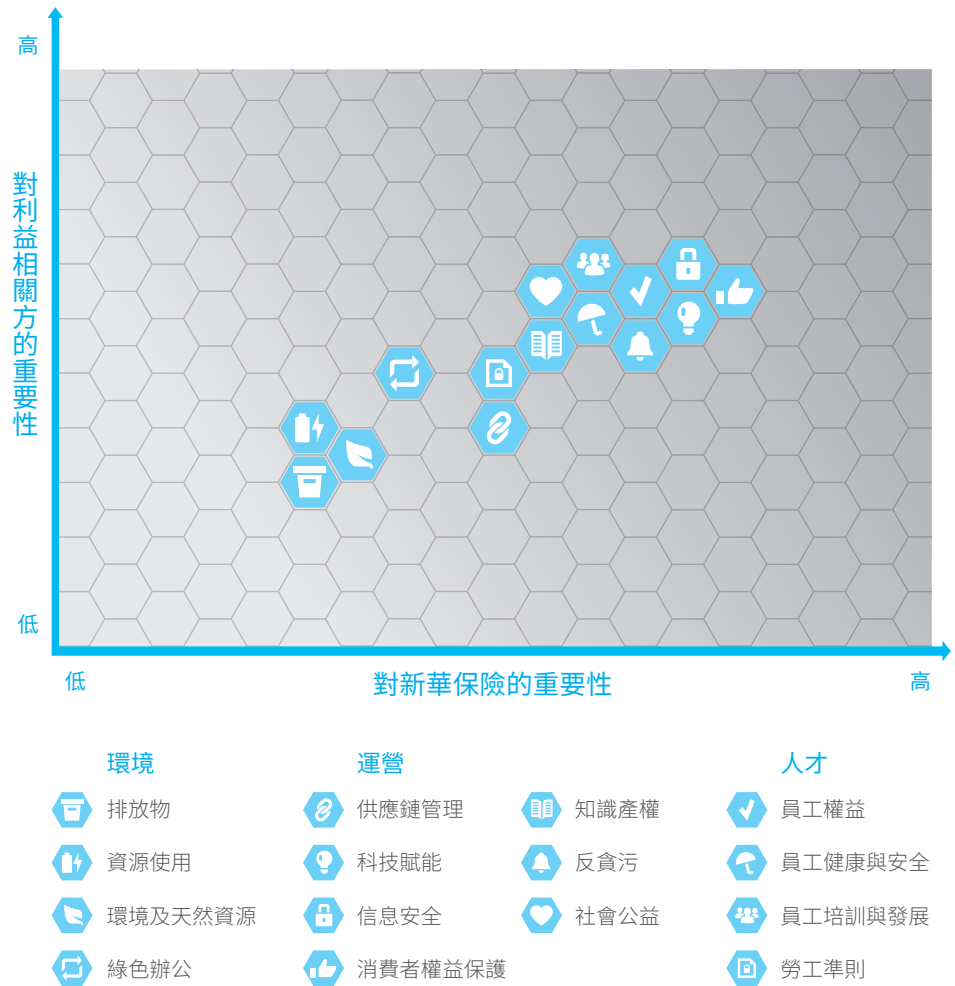 高
對利益相關方的重要性
低
低
對新華保險的重要性
高
環境
運營
人才
排放物
供應鏈管理
知識產權
員工權益
資源使用
科技賦能
反貪污
員工健康與安全
環境及天然資源
信息安全
社會公益
員工培訓與發展
綠色辦公
消費者權益保護
勞工準則